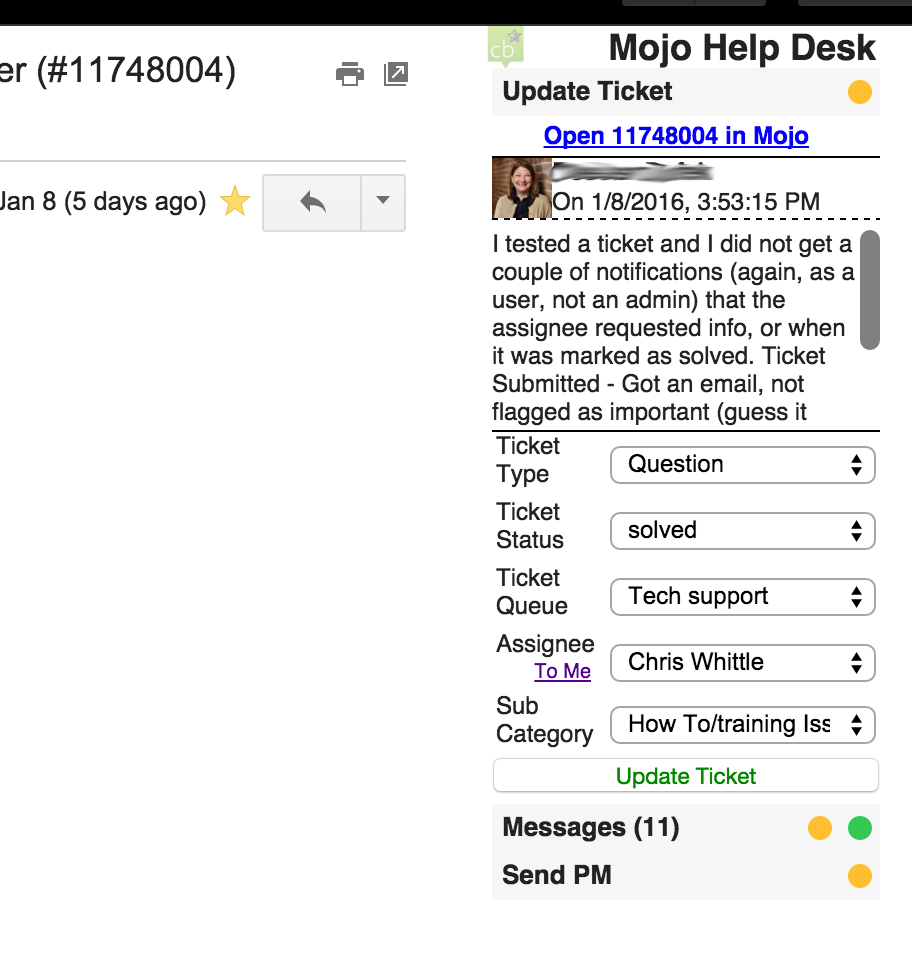 er (#11748004)
Jan 8 (5 days ago)
cb
Mojo Help Desk
Update Ticket
Open 11748004 in Mojo
On 1/8/2016, 3:53:15 PM
I tested a ticket and I did not get a
couple of notifications (again, as a
user, not an admin) that the
assignee requested info, or when
it was marked as solved. Ticket
Submitted - Got an email, not
flagged as important (guess it
Ticket
Type
Question
Ticket
Status
solved
Ticket
Queue
Tech support
Assignee
To Me
Chris Whittle
Sub
Category
How To/training Iss
Update Ticket
Messages (11)
Send PM